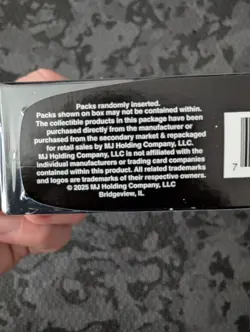 Packs randomly inserted.
Packs shown on box may not be contained within.
The collectible products in this package have been
purchased directly from the manufacturer or
purchased from the secondary market & repackaged
for retail sales by MJ Holding Company, LLC.
MJ Holding Company, LLC is not affiliated with the
individual manufacturers or trading card companies
contained within this product. All related trademarks
and logos are trademarks of their respective owners.
© 2025 MJ Holding Company, LLC
Bridgeview, IL
7